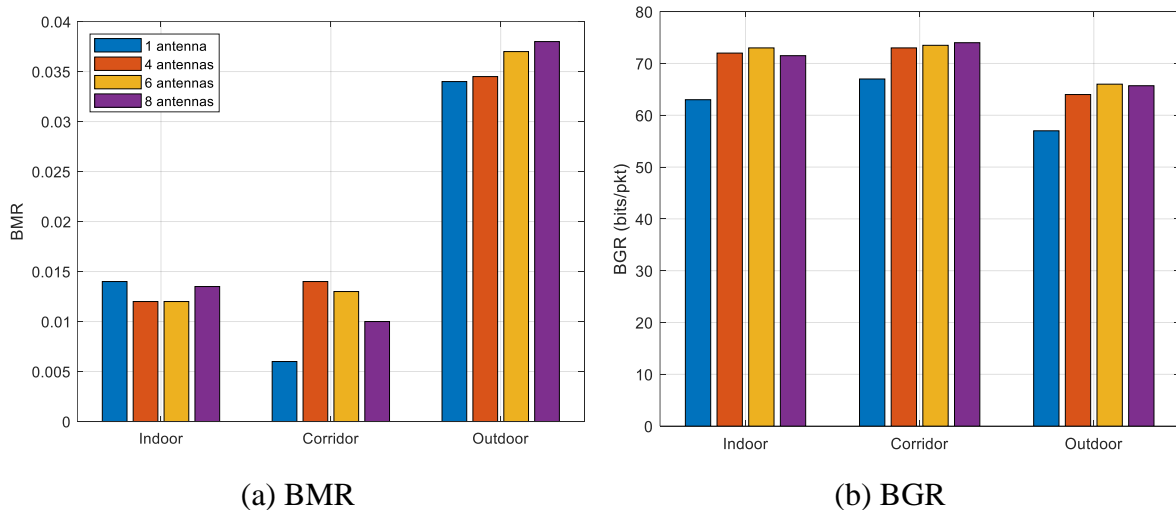 0.04
0.035
0.03
0.025
0.02
0.015
0.01
0.005
0
BMR
1 antenna
4 antennas
6 antennas
8 antennas
Indoor
Corridor
Outdoor
(a) BMR
80
70
60
50
40
30
20
10
0
BGR (bits/pkt)
Indoor
Corridor
Outdoor
(b) BGR